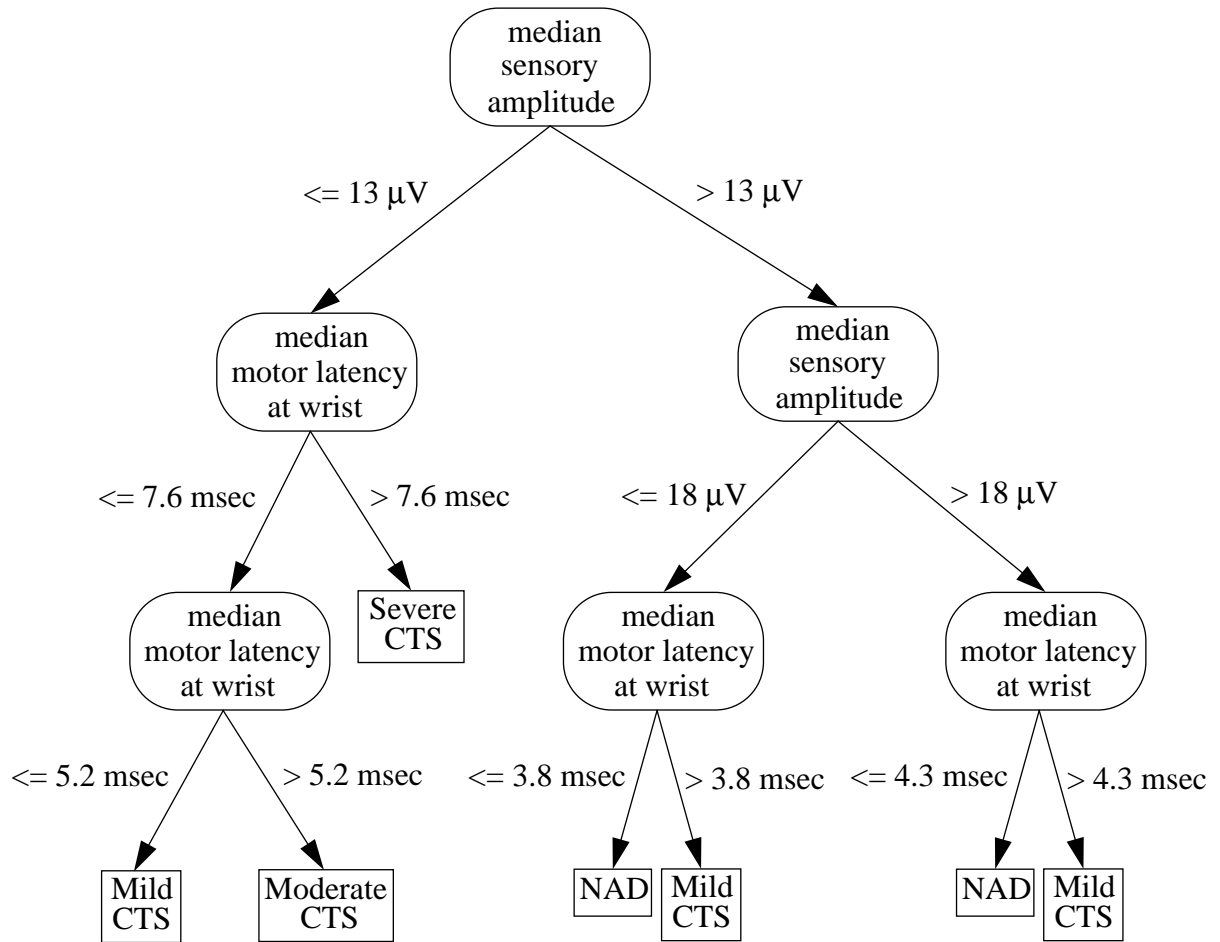 median
sensory
amplitude
<= 13 μV
> 13 μV
median
motor latency
at wrist
median
sensory
amplitude
<= 7.6 msec
> 7.6 msec
<= 18 μV
> 18 μV
median
motor latency
at wrist
Severe
CTS
median
motor latency
at wrist
median
motor latency
at wrist
<= 5.2 msec
> 5.2 msec
<= 3.8 msec
> 3.8 msec
<= 4.3 msec
> 4.3 msec
Mild
CTS
Moderate
CTS
NAD
Mild
CTS
NAD
Mild
CTS